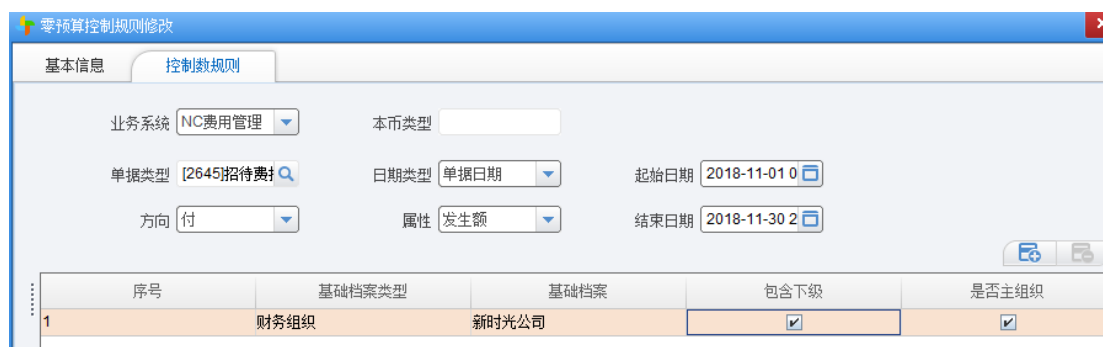 零预算控制规则修改
基本信息 控制数规则
业务系统 NC费用管理 本币类型
单据类型 [2645]招待费 日期类型 单据日期 起始日期 2018-11-01 0
方向 付 属性 发生额 结束日期 2018-11-30 2
序号 基础档案类型 基础档案 包含下级 是否主组织
1 财务组织 新时光公司